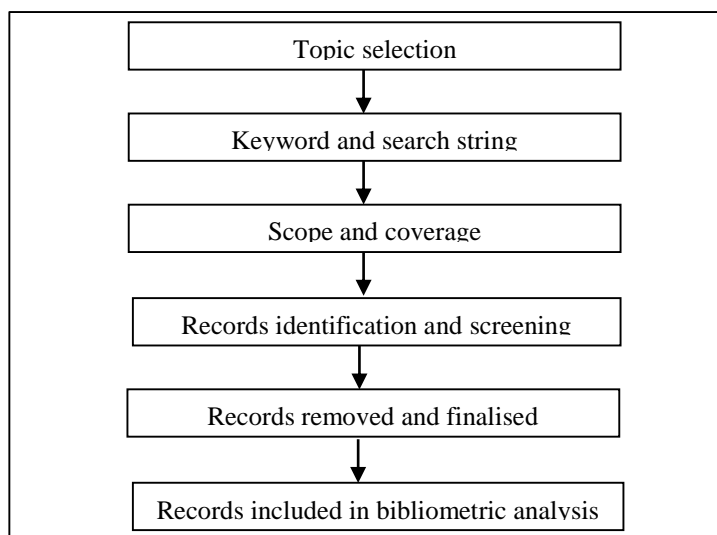 Topic selection
Keyword and search string
Scope and coverage
Records identification and screening
Records removed and finalised
Records included in bibliometric analysis